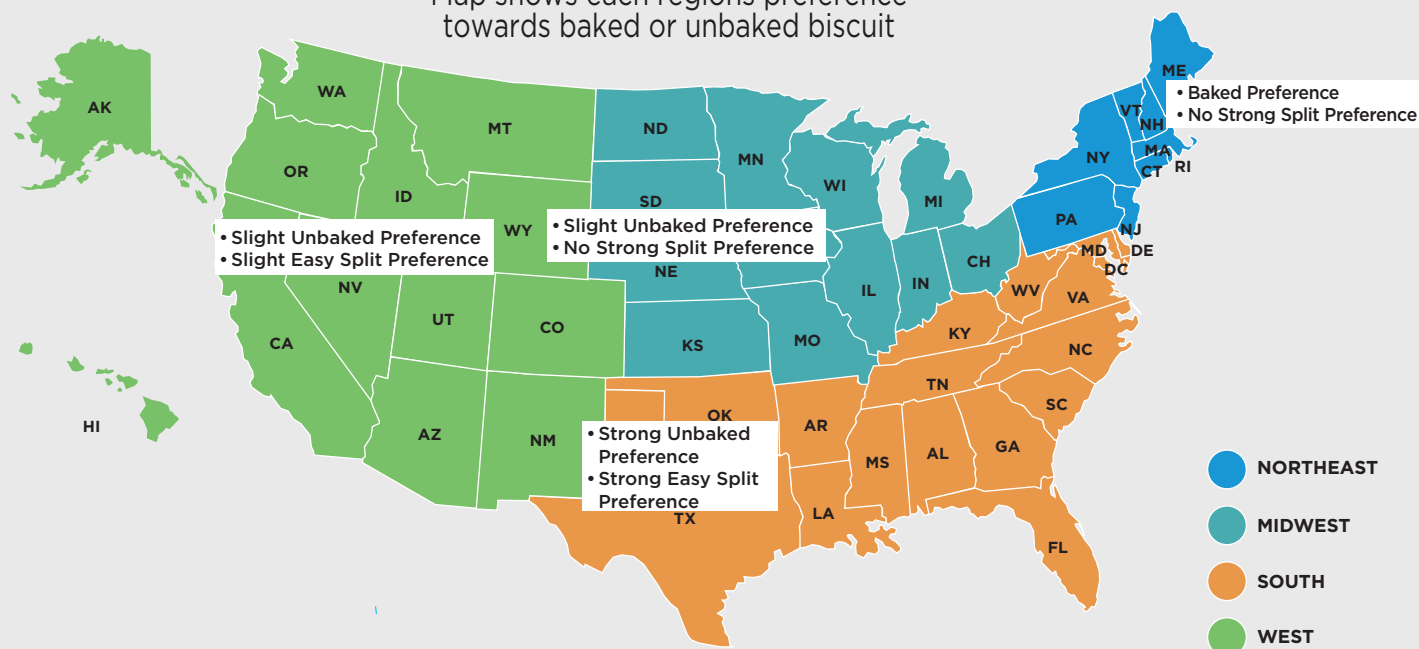 Map shows each regions preference
towards baked or unbaked biscuit
AK
WA
MT
ND
MN
ME
• Baked Preference
• No Strong Split Preference
VT
NH
NY
MA
CT
RI
OR
ID
WY
SD
WI
MI
PA
NJ
MD
DE
DC
• Slight Unbaked Preference
• Slight Easy Split Preference
• Slight Unbaked Preference
• No Strong Split Preference
NV
UT
CO
NE
IL
IN
CH
WV
VA
CA
KS
MO
KY
NC
HI
AZ
NM
OK
AR
TN
SC
• Strong Unbaked
Preference
• Strong Easy Split
Preference
TX
LA
MS
AL
GA
FL
NORTHEAST
MIDWEST
SOUTH
WEST